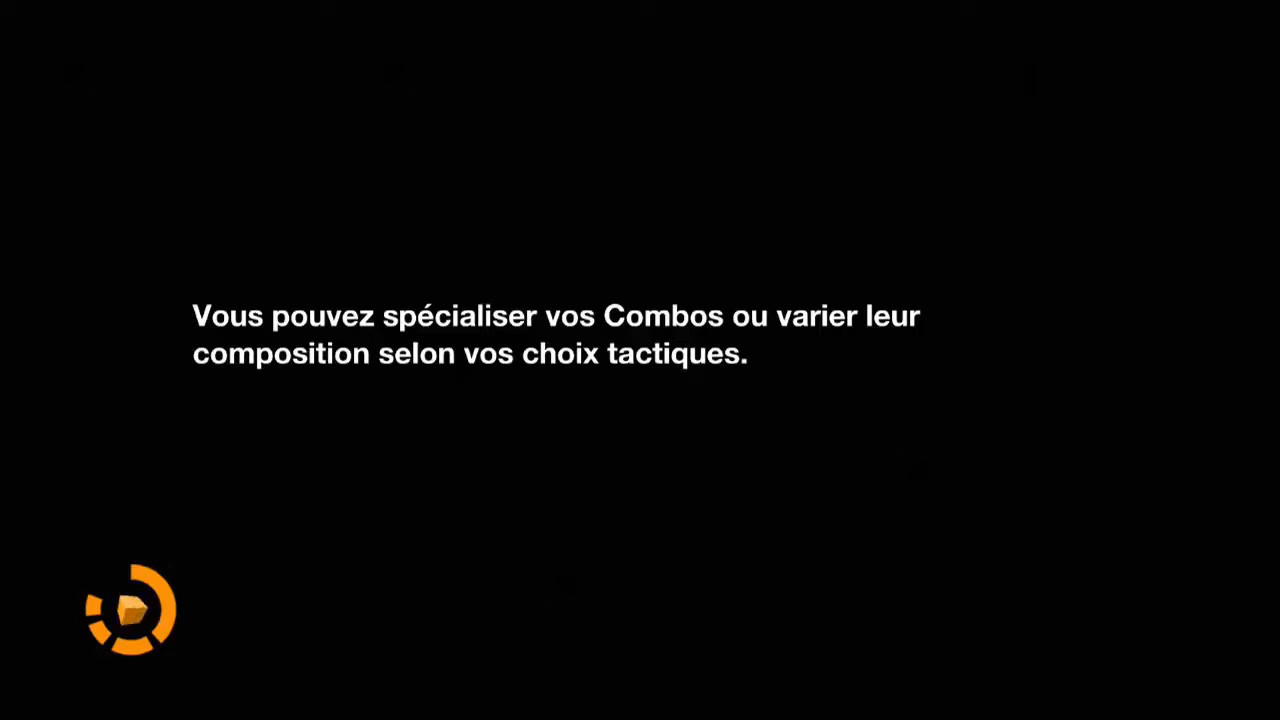 Vous pouvez spécialiser vos Combos ou varier leur
composition selon vos choix tactiques.